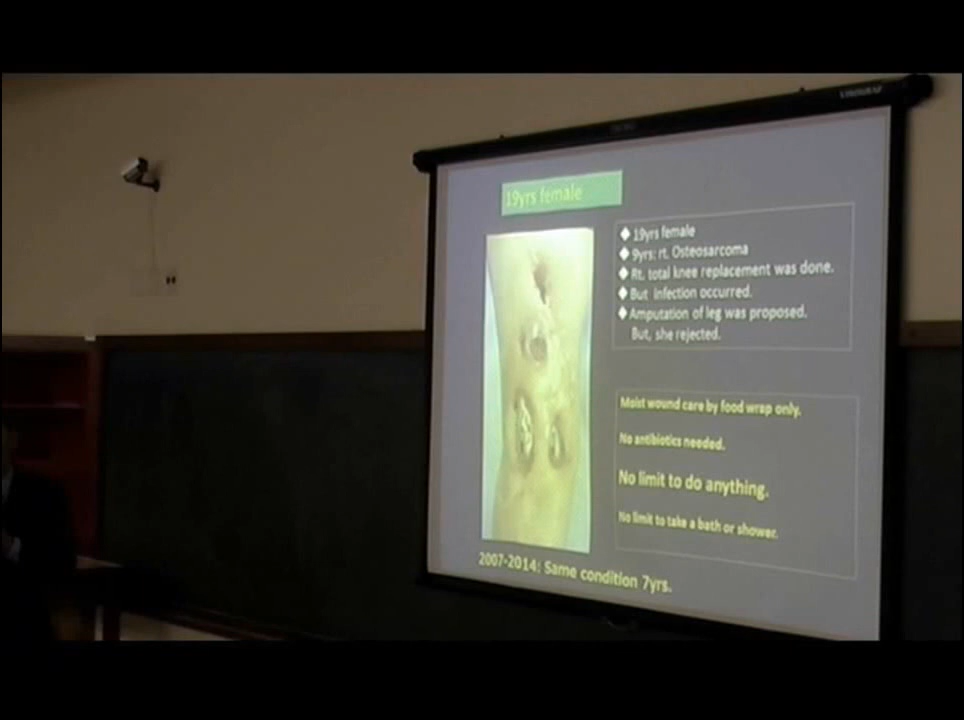 19yrs female
◆ 19yrs female
◆ 9yrs: rt. Osteosarcoma
◆ Rt. total knee replacement was done.
◆ But infection occurred.
◆ Amputation of leg was proposed.
But, she rejected.
Moist wound care by food wrap only.
No antibiotics needed.
No limit to do anything.
No limit to take a bath or shower.
2007-2014: Same condition 7yrs.